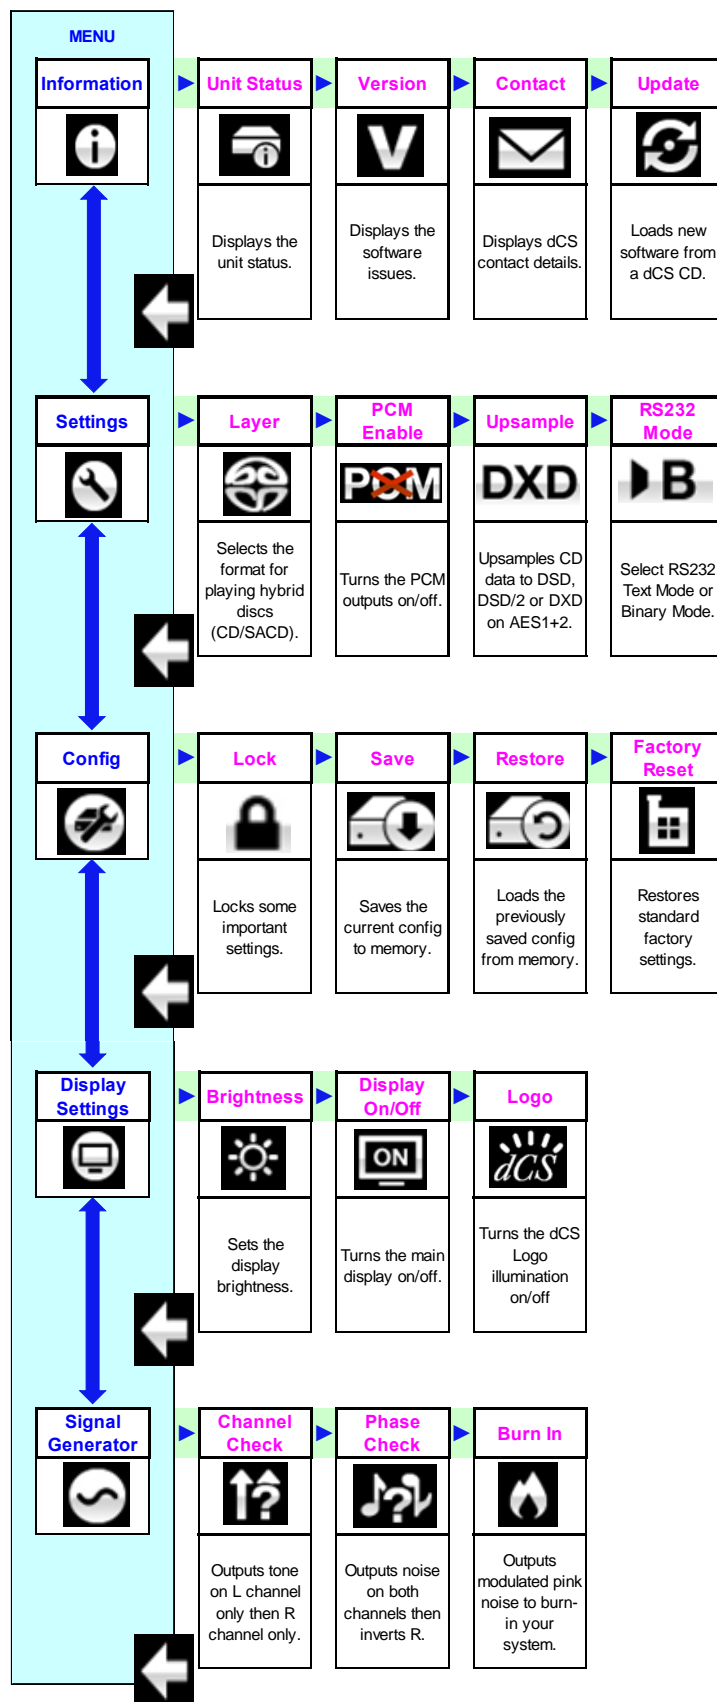 MENU
Information
Unit Status
Version
Contact
Update
V
Displays the
unit status.
Displays the
software
issues.
Displays dCS
contact details.
Loads new
software from
a dCS CD.
Settings
Layer
PCM
Enable
Upsample
RS232
Mode
PCM
DXD
B
Selects the
format for
playing hybrid
discs
(CD/SACD).
Turns the PCM
outputs on/off.
Upsamples CD
data to DSD,
DSD/2 or DXD
on AES1+2.
Select RS232
Text Mode or
Binary Mode.
Config
Lock
Save
Restore
Factory
Reset
Locks some
important
settings.
Saves the
current config
to memory.
Loads the
previously
saved config
from memory.
Restores
standard
factory
settings.
Display
Settings
Brightness
Display
On/Off
Logo
ON
dCS
Sets the
display
brightness.
Turns the main
display on/off.
Turns the dCS
Logo
illumination
on/off
Signal
Generator
Channel
Check
Phase
Check
Burn In
?
?
Outputs tone
on L channel
only then R
channel only.
Outputs noise
on both
channels then
inverts R.
Outputs
modulated pink
noise to burn-
in your
system.